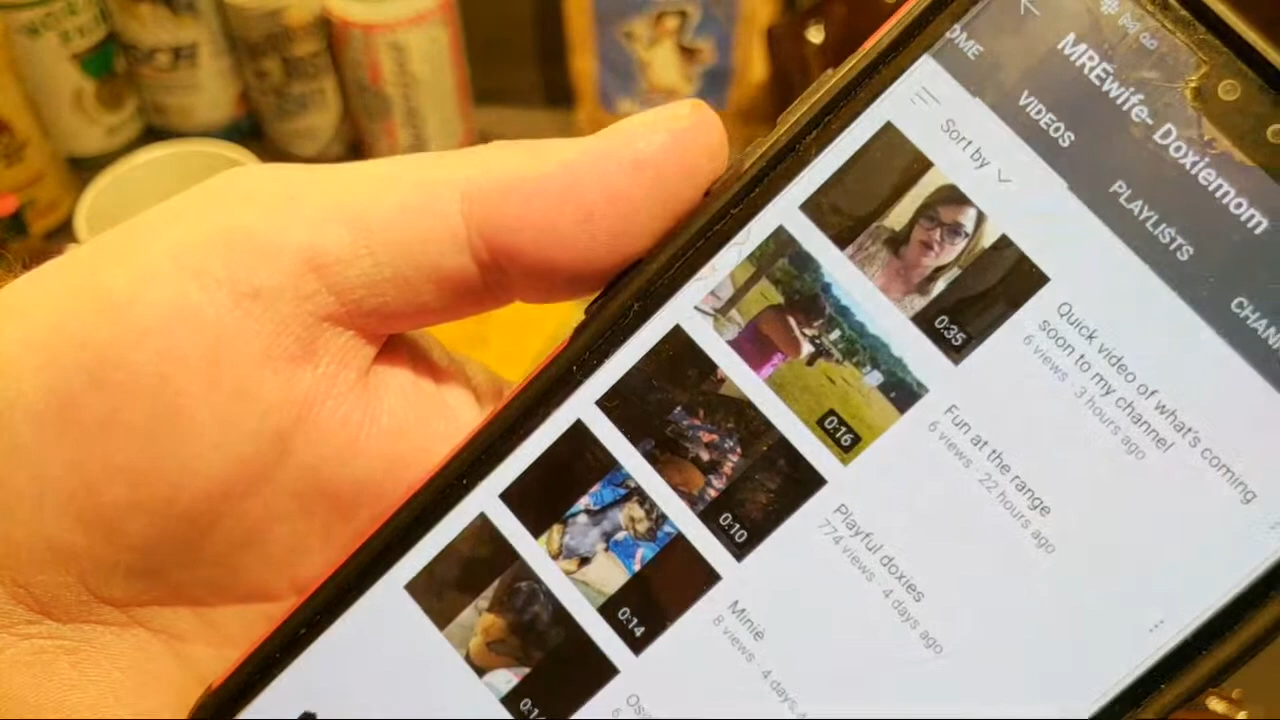 MREwife- Doxiemom
OME
VIDEOS
PLAYLISTS
CHANN
Sort by
0:35
Quick video of what's coming
soon to my channel
6 views · 3 hours ago
0:16
Fun at the range
6 views · 22 hours ago
0:10
Playful doxies
774 views · 4 days ago
0:14
Minie
8 views · 4 days